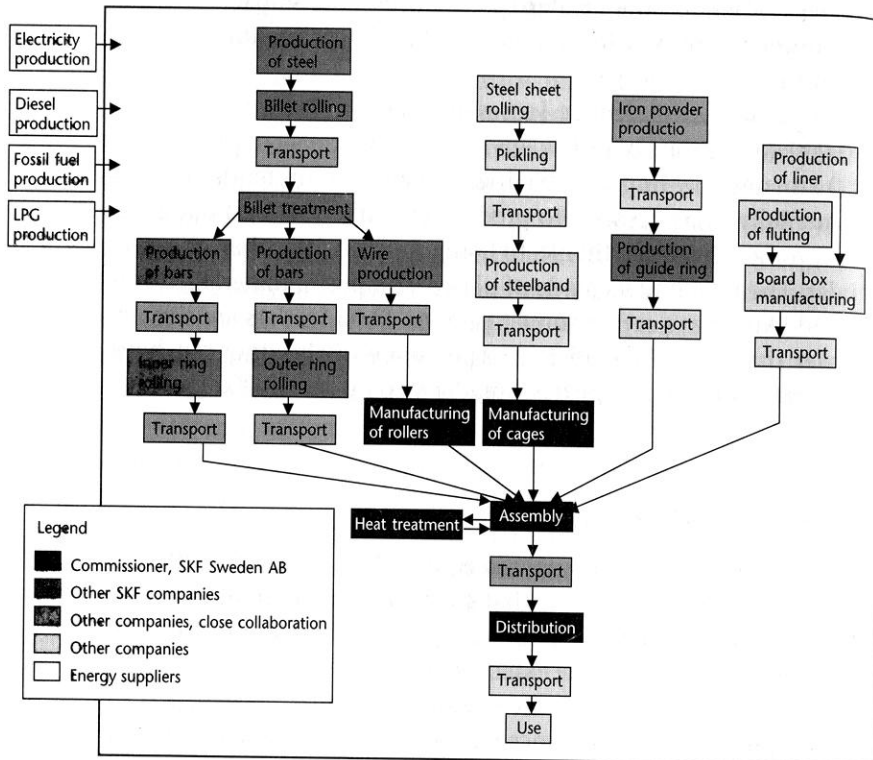 Electricity
production
Diesel
production
Fossil fuel
production
LPG
production
Production
of steel
Billet rolling
Transport
Billet treatment
Production
of bars
Transport
Inner ring
rolling
Transport
Production
of bars
Transport
Outer ring
rolling
Transport
Wire
production
Transport
Manufacturing
of rollers
Steel sheet
rolling
Pickling
Transport
Production
of steelband
Transport
Manufacturing
of cages
Iron powder
productio
Transport
Production
of guide ring
Transport
Production
of liner
Production
of fluting
Board box
manufacturing
Transport
Heat treatment
Assembly
Transport
Distribution
Transport
Use
Legend
Commissioner, SKF Sweden AB
Other SKF companies
Other companies, close collaboration
Other companies
Energy suppliers